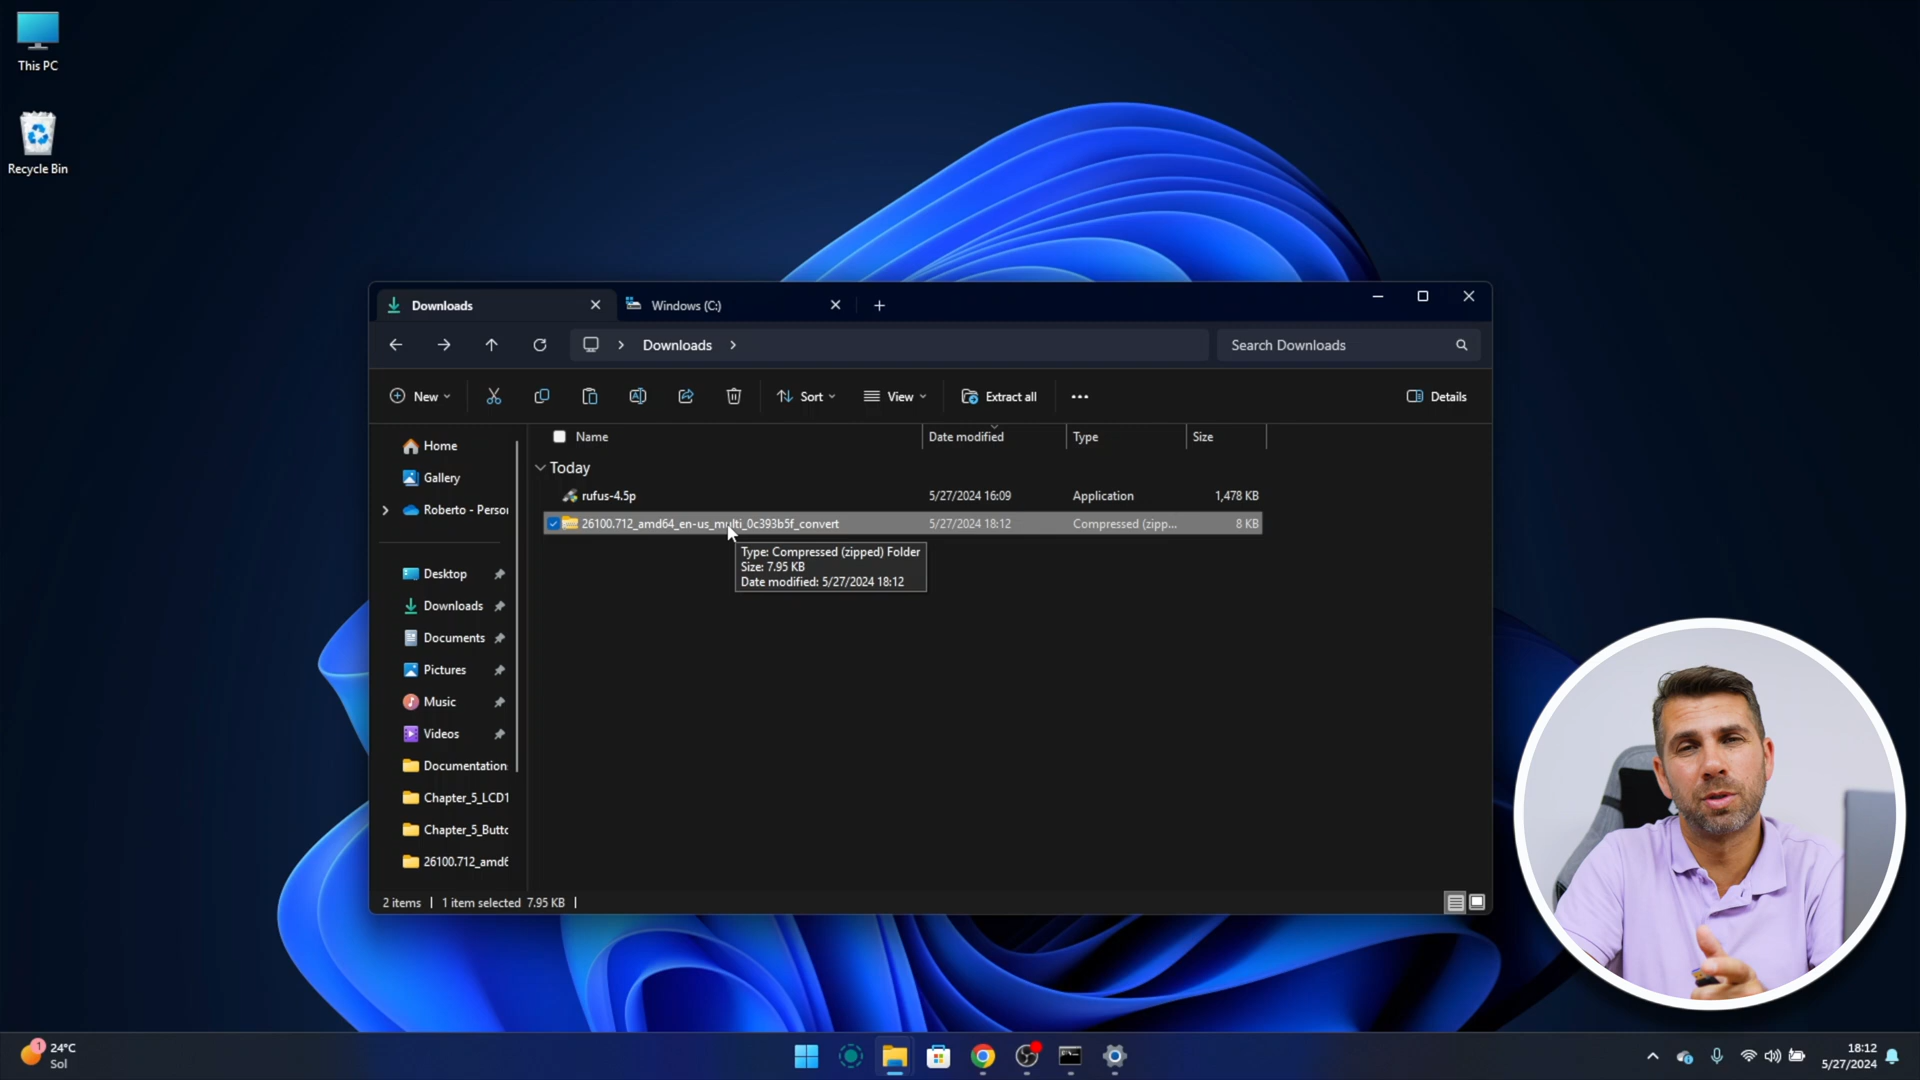 This PC
Recycle Bin
Downloads
Windows (C:)
Downloads
Search Downloads
New
Sort
View
Extract all
Details
Home
Gallery
Roberto - Persor
Desktop
Downloads
Documents
Pictures
Music
Videos
Documentation
Chapter_5_LCD1
Chapter_5_Butto
26100.712_amd6
Name Date modified Type Size
Today
rufus-4.5p 5/27/2024 16:09 Application 1,478 KB
26100.712_amd64_en-us_multi_0c393b5f_convert 5/27/2024 18:12 Compressed (zipp... 8 KB
Type: Compressed (zipped) Folder
Size: 7.95 KB
Date modified: 5/27/2024 18:12
2 items 1 item selected 7.95 KB
1
24°C
Sol
18:12
5/27/2024